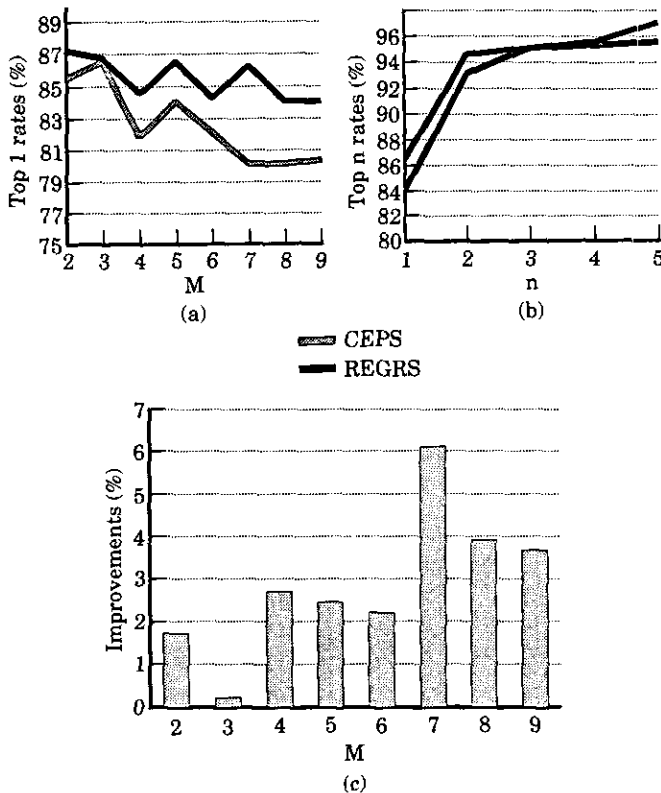 Top 1 rates (%)
89
87
85
83
81
79
77
75
2 3 4 5 6 7 8 9
M
(a)
Top n rates (%)
96
94
92
90
88
86
84
82
80
1 2 3 4 5
n
(b)
CEPS
REGRS
Improvements (%)
7
6
5
4
3
2
1
0
2 3 4 5 6 7 8 9
M
(c)